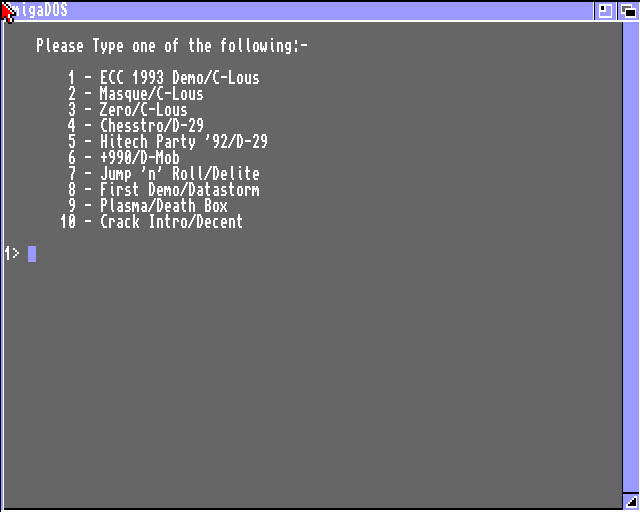 migaDOS
Please Type one of the following:-
1 - ECC 1993 Demo/C-Lous
2 - Masque/C-Lous
3 - Zero/C-Lous
4 - Chesstro/D-29
5 - Hitech Party '92/D-29
6 - +990/D-Mob
7 - Jump 'n' Roll/Delite
8 - First Demo/Datastorm
9 - Plasma/Death Box
10 - Crack Intro/Decent
1>